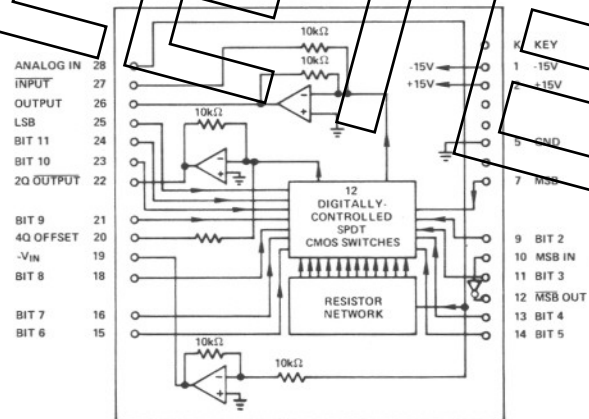 10kΩ
K KEY
ANALOG IN 28
10kΩ
-15V
1 -15V
INPUT 27
+15V
2 +15V
OUTPUT 26
10kΩ
LSB 25
BIT 11 24
5 GND
BIT 10 23
2Q OUTPUT 22
7 MSB
12
DIGITALLY-
CONTROLLED
SPDT
CMOS SWITCHES
BIT 9 21
4Q OFFSET 20
9 BIT 2
-VIN 19
10 MSB IN
BIT 8 18
11 BIT 3
RESISTOR
NETWORK
12 MSB OUT
BIT 7 16
13 BIT 4
BIT 6 15
14 BIT 5
10kΩ
10kΩ